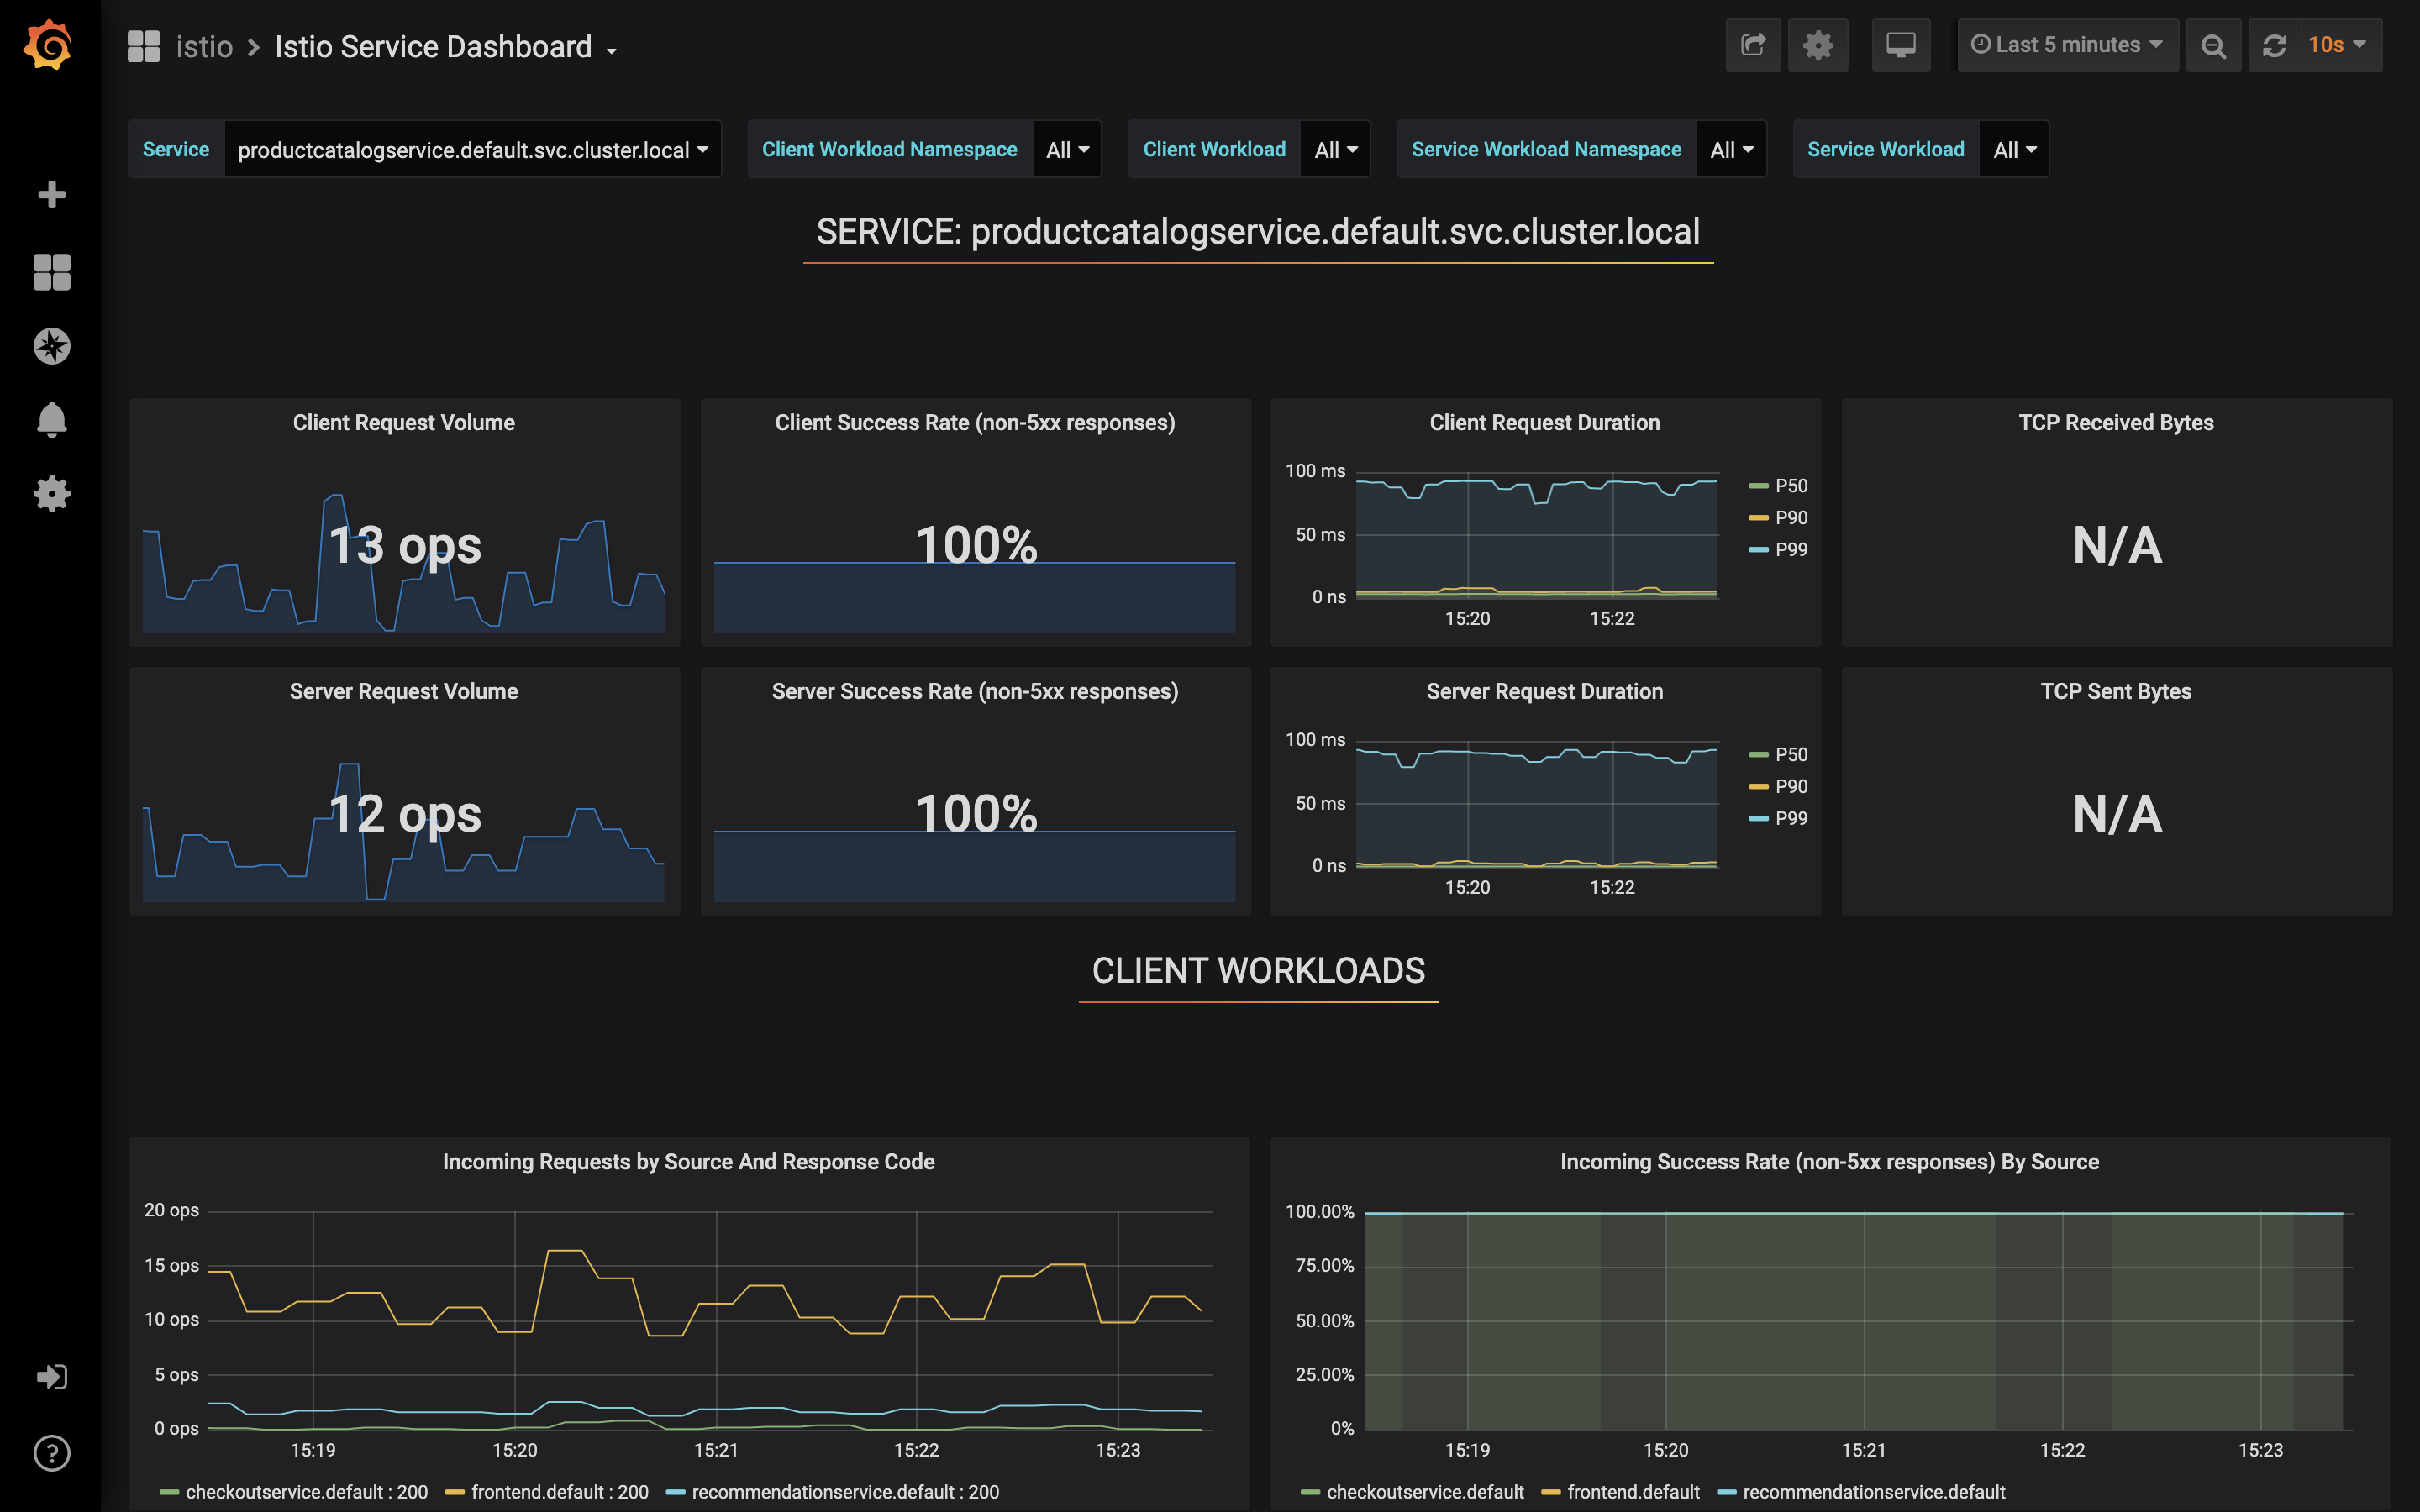 istio > Istio Service Dashboard
Last 5 minutes
10s
Service productcatalogservice.default.svc.cluster.local
Client Workload Namespace All
Client Workload All
Service Workload Namespace All
Service Workload All
SERVICE: productcatalogservice.default.svc.cluster.local
Client Request Volume
13 ops
Client Success Rate (non-5xx responses)
100%
Client Request Duration
100 ms
50 ms
0 ns
15:20 15:22
P50
P90
P99
TCP Received Bytes
N/A
Server Request Volume
12 ops
Server Success Rate (non-5xx responses)
100%
Server Request Duration
100 ms
50 ms
0 ns
15:20 15:22
P50
P90
P99
TCP Sent Bytes
N/A
CLIENT WORKLOADS
Incoming Requests by Source And Response Code
20 ops
15 ops
10 ops
5 ops
0 ops
15:19 15:20 15:21 15:22 15:23
checkoutservice.default : 200 frontend.default : 200 recommendationservice.default : 200
Incoming Success Rate (non-5xx responses) By Source
100.00%
75.00%
50.00%
25.00%
0%
15:19 15:20 15:21 15:22 15:23
checkoutservice.default frontend.default recommendationservice.default